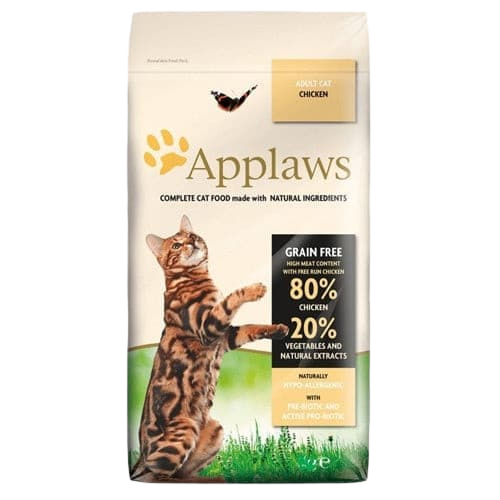 ADULT CAT
CHICKEN
Applaws
COMPLETE CAT FOOD made with NATURAL INGREDIENTS
GRAIN FREE
HIGH MEAT CONTENT
WITH FREE RUN CHICKEN
80%
CHICKEN
20%
VEGETABLES AND
NATURAL EXTRACTS
NATURALLY
HYPO-ALLERGENIC
WITH
PRE-BIOTIC AND
ACTIVE PRO-BIOTIC